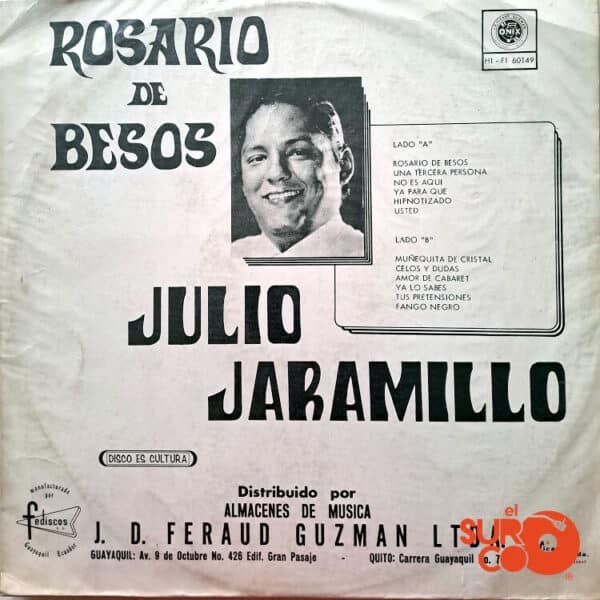 ROSARIO
DE
BESOS
ONIX
HI - FI 60149
LADO "A"
ROSARIO DE BESOS
UNA TERCERA PERSONA
NO ES AQUI
YA PARA QUE
HIPNOTIZADO
USTED
LADO "B"
MUÑEQUITA DE CRISTAL
CELOS Y DUDAS
AMOR DE CABARET
YA LO SABES
TUS PRETENSIONES
FANGO NEGRO
JULIO
JARAMILLO
(DISCO ES CULTURA)
manufacturado
por
fediscos
Guayaquil Ecuador
Distribuido por
ALMACENES DE MUSICA
J. D. FERAUD GUZMAN
GUAYAQUIL: Av. 9 de Octubre No. 426 Edif. Gran Pasaje - QUITO: Carrera Guayaquil
el
SUR
CO